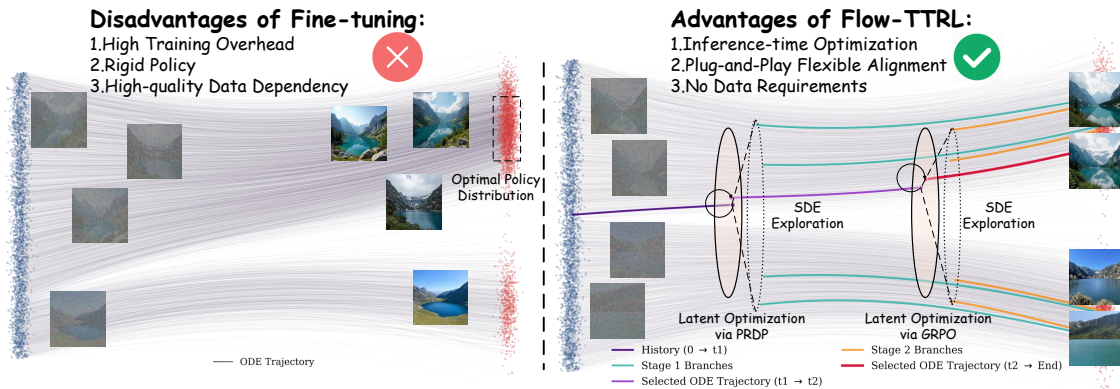 Disadvantages of Fine-tuning:
1.High Training Overhead
2.Rigid Policy
3.High-quality Data Dependency
Optimal Policy
Distribution
ODE Trajectory
Advantages of Flow-TTRL:
1.Inference-time Optimization
2.Plug-and-Play Flexible Alignment
3.No Data Requirements
SDE
Exploration
SDE
Exploration
Latent Optimization
via PRDP
Latent Optimization
via GRPO
History (0 → t1)
Stage 1 Branches
Selected ODE Trajectory (t1 → t2)
Stage 2 Branches
Selected ODE Trajectory (t2 → End)